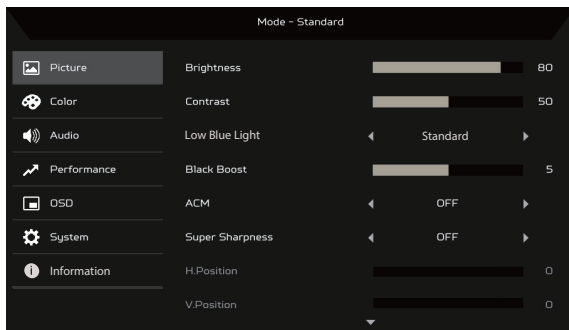 Mode - Standard
Picture
Brightness 80
Color
Contrast 50
Audio
Low Blue Light Standard
Performance
Black Boost 5
OSD
ACM OFF
System
Super Sharpness OFF
Information
H.Position 0
V.Position 0